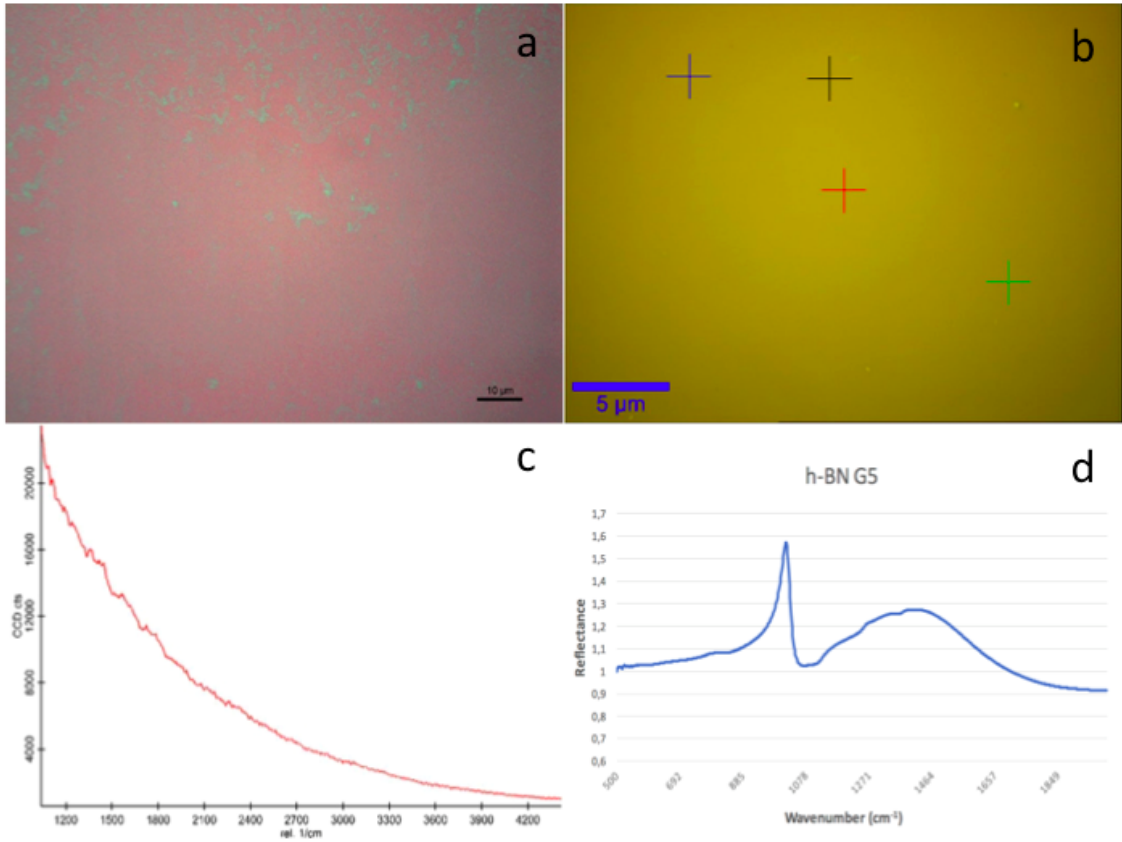 a
10 µm
b
5 µm
c
20000
16000
12000
8000
4000
CCD cts
1200 1500 1800 2100 2400 2700 3000 3300 3600 3900 4200
rel. 1/cm
d
h-BN G5
1,7
1,6
1,5
1,4
1,3
1,2
1,1
1
0,9
0,8
0,7
0,6
Reflectance
500 692 885 1078 1271 1464 1657 1849
Wavenumber (cm⁻¹)